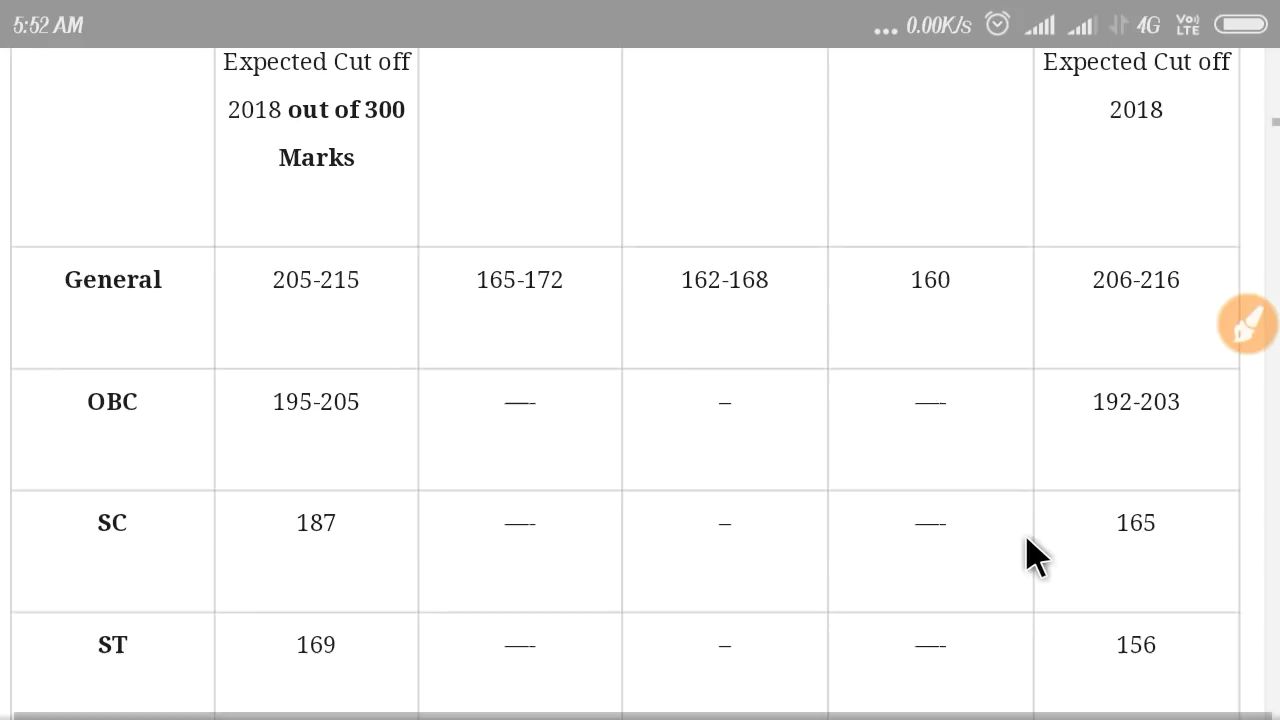 5:52 AM
... 0.00K/s 4G Vo)) LTE
Expected Cut off Expected Cut off
2018 out of 300 2018
Marks
General 205-215 165-172 162-168 160 206-216
OBC 195-205 —- – —- 192-203
SC 187 —- – —- 165
ST 169 —- – —- 156